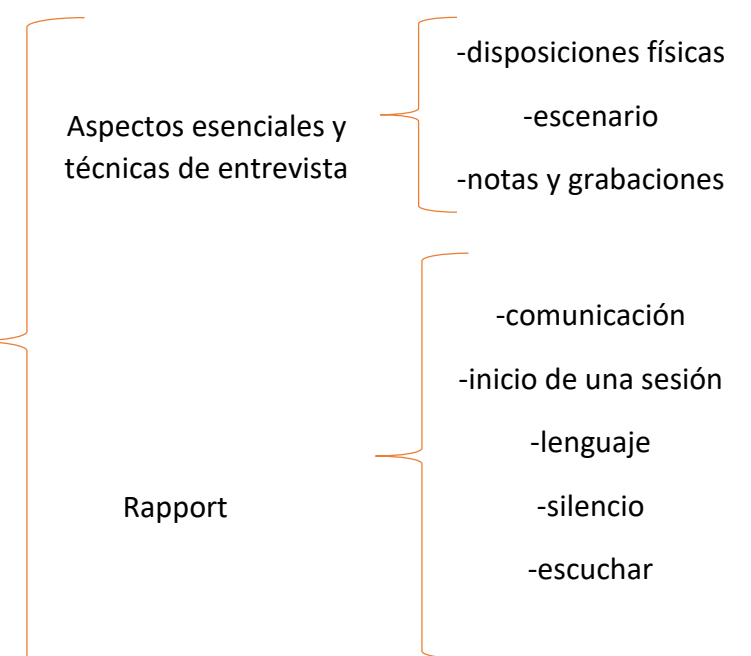 Aspectos esenciales y
técnicas de entrevista
-disposiciones físicas
-escenario
-notas y grabaciones
Rapport
-comunicación
-inicio de una sesión
-lenguaje
-silencio
-escuchar